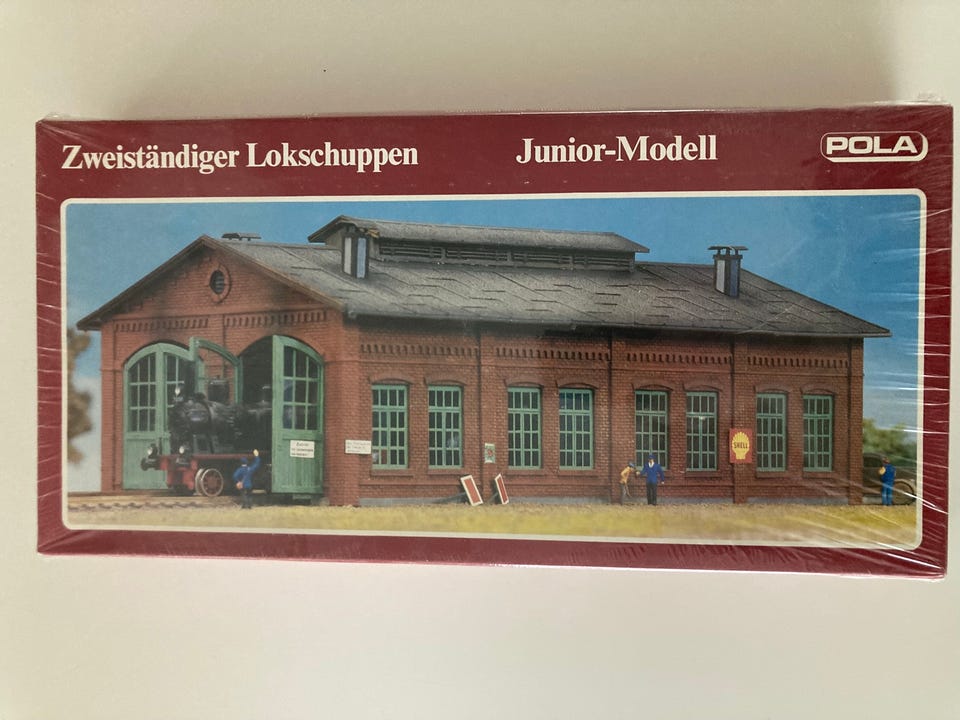 Zweiständiger Lokschuppen
Junior-Modell
POLA
SHELL